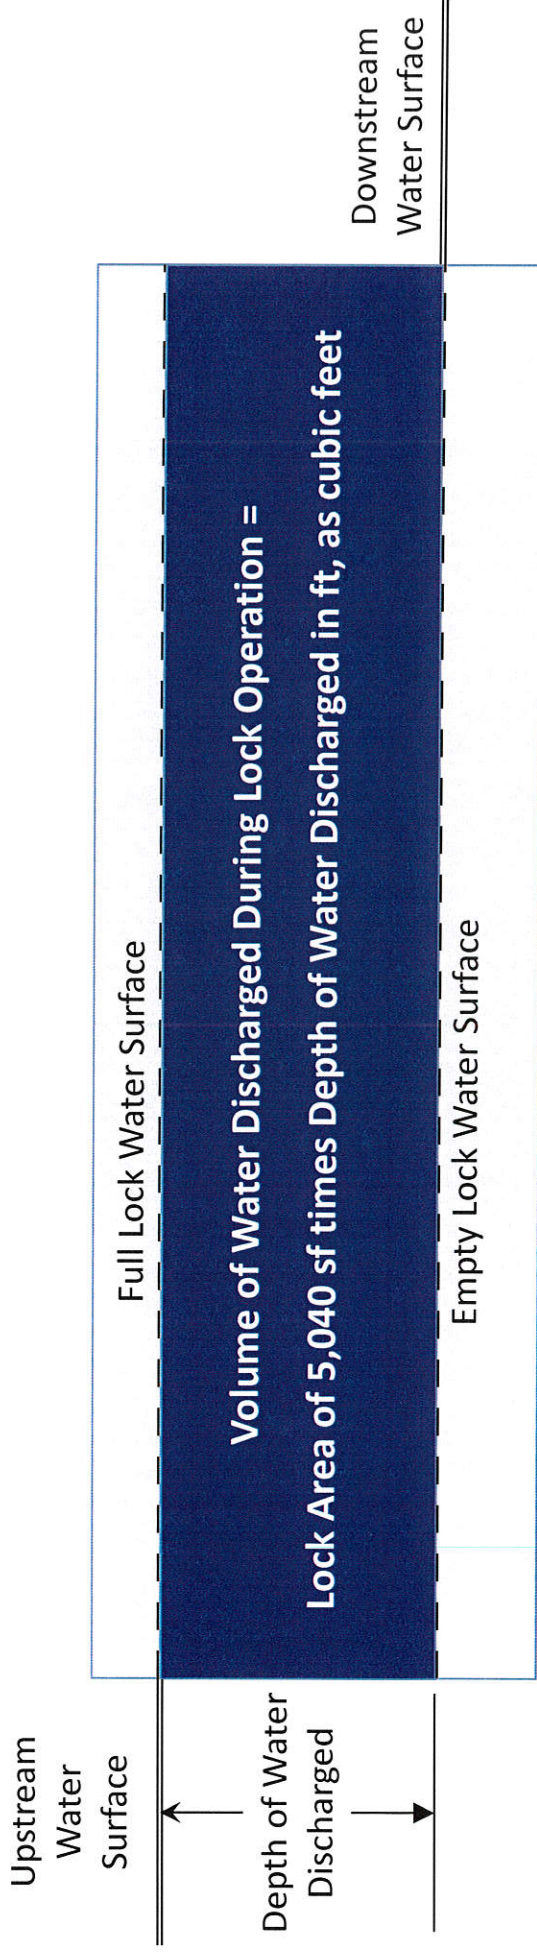 Upstream
Water
Surface
Full Lock Water Surface
Downstream
Water Surface
Depth of Water
Discharged
Volume of Water Discharged During Lock Operation =
Lock Area of 5,040 sf times Depth of Water Discharged in ft, as cubic feet
Empty Lock Water Surface